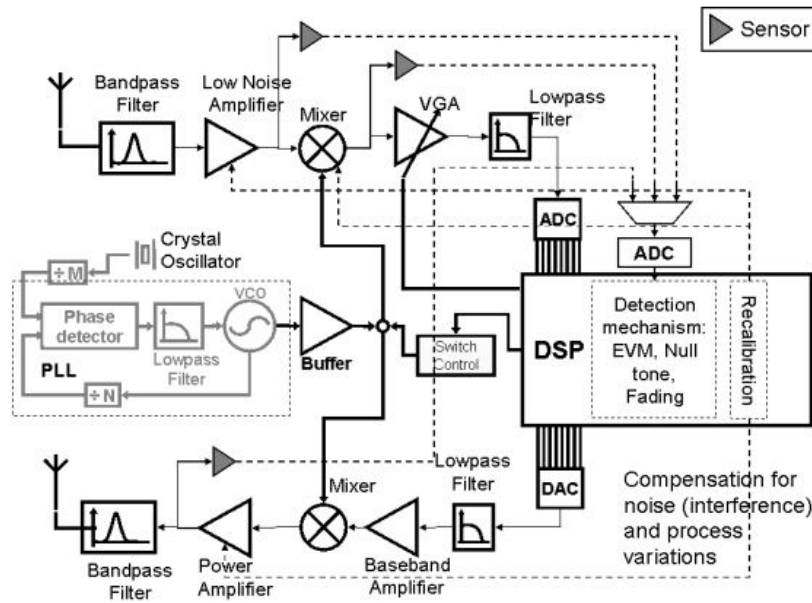 Sensor
Bandpass
Filter
Low Noise
Amplifier
Mixer
VGA
Lowpass
Filter
ADC
ADC
Crystal
Oscillator
÷M
Phase
detector
Lowpass
Filter
VCO
PLL
÷N
Buffer
Switch
Control
DSP
Detection
mechanism:
EVM, Null
tone,
Fading
Recalibration
Mixer
Lowpass
Filter
DAC
Compensation for
noise (interference)
and process
variations
Bandpass
Filter
Power
Amplifier
Baseband
Amplifier